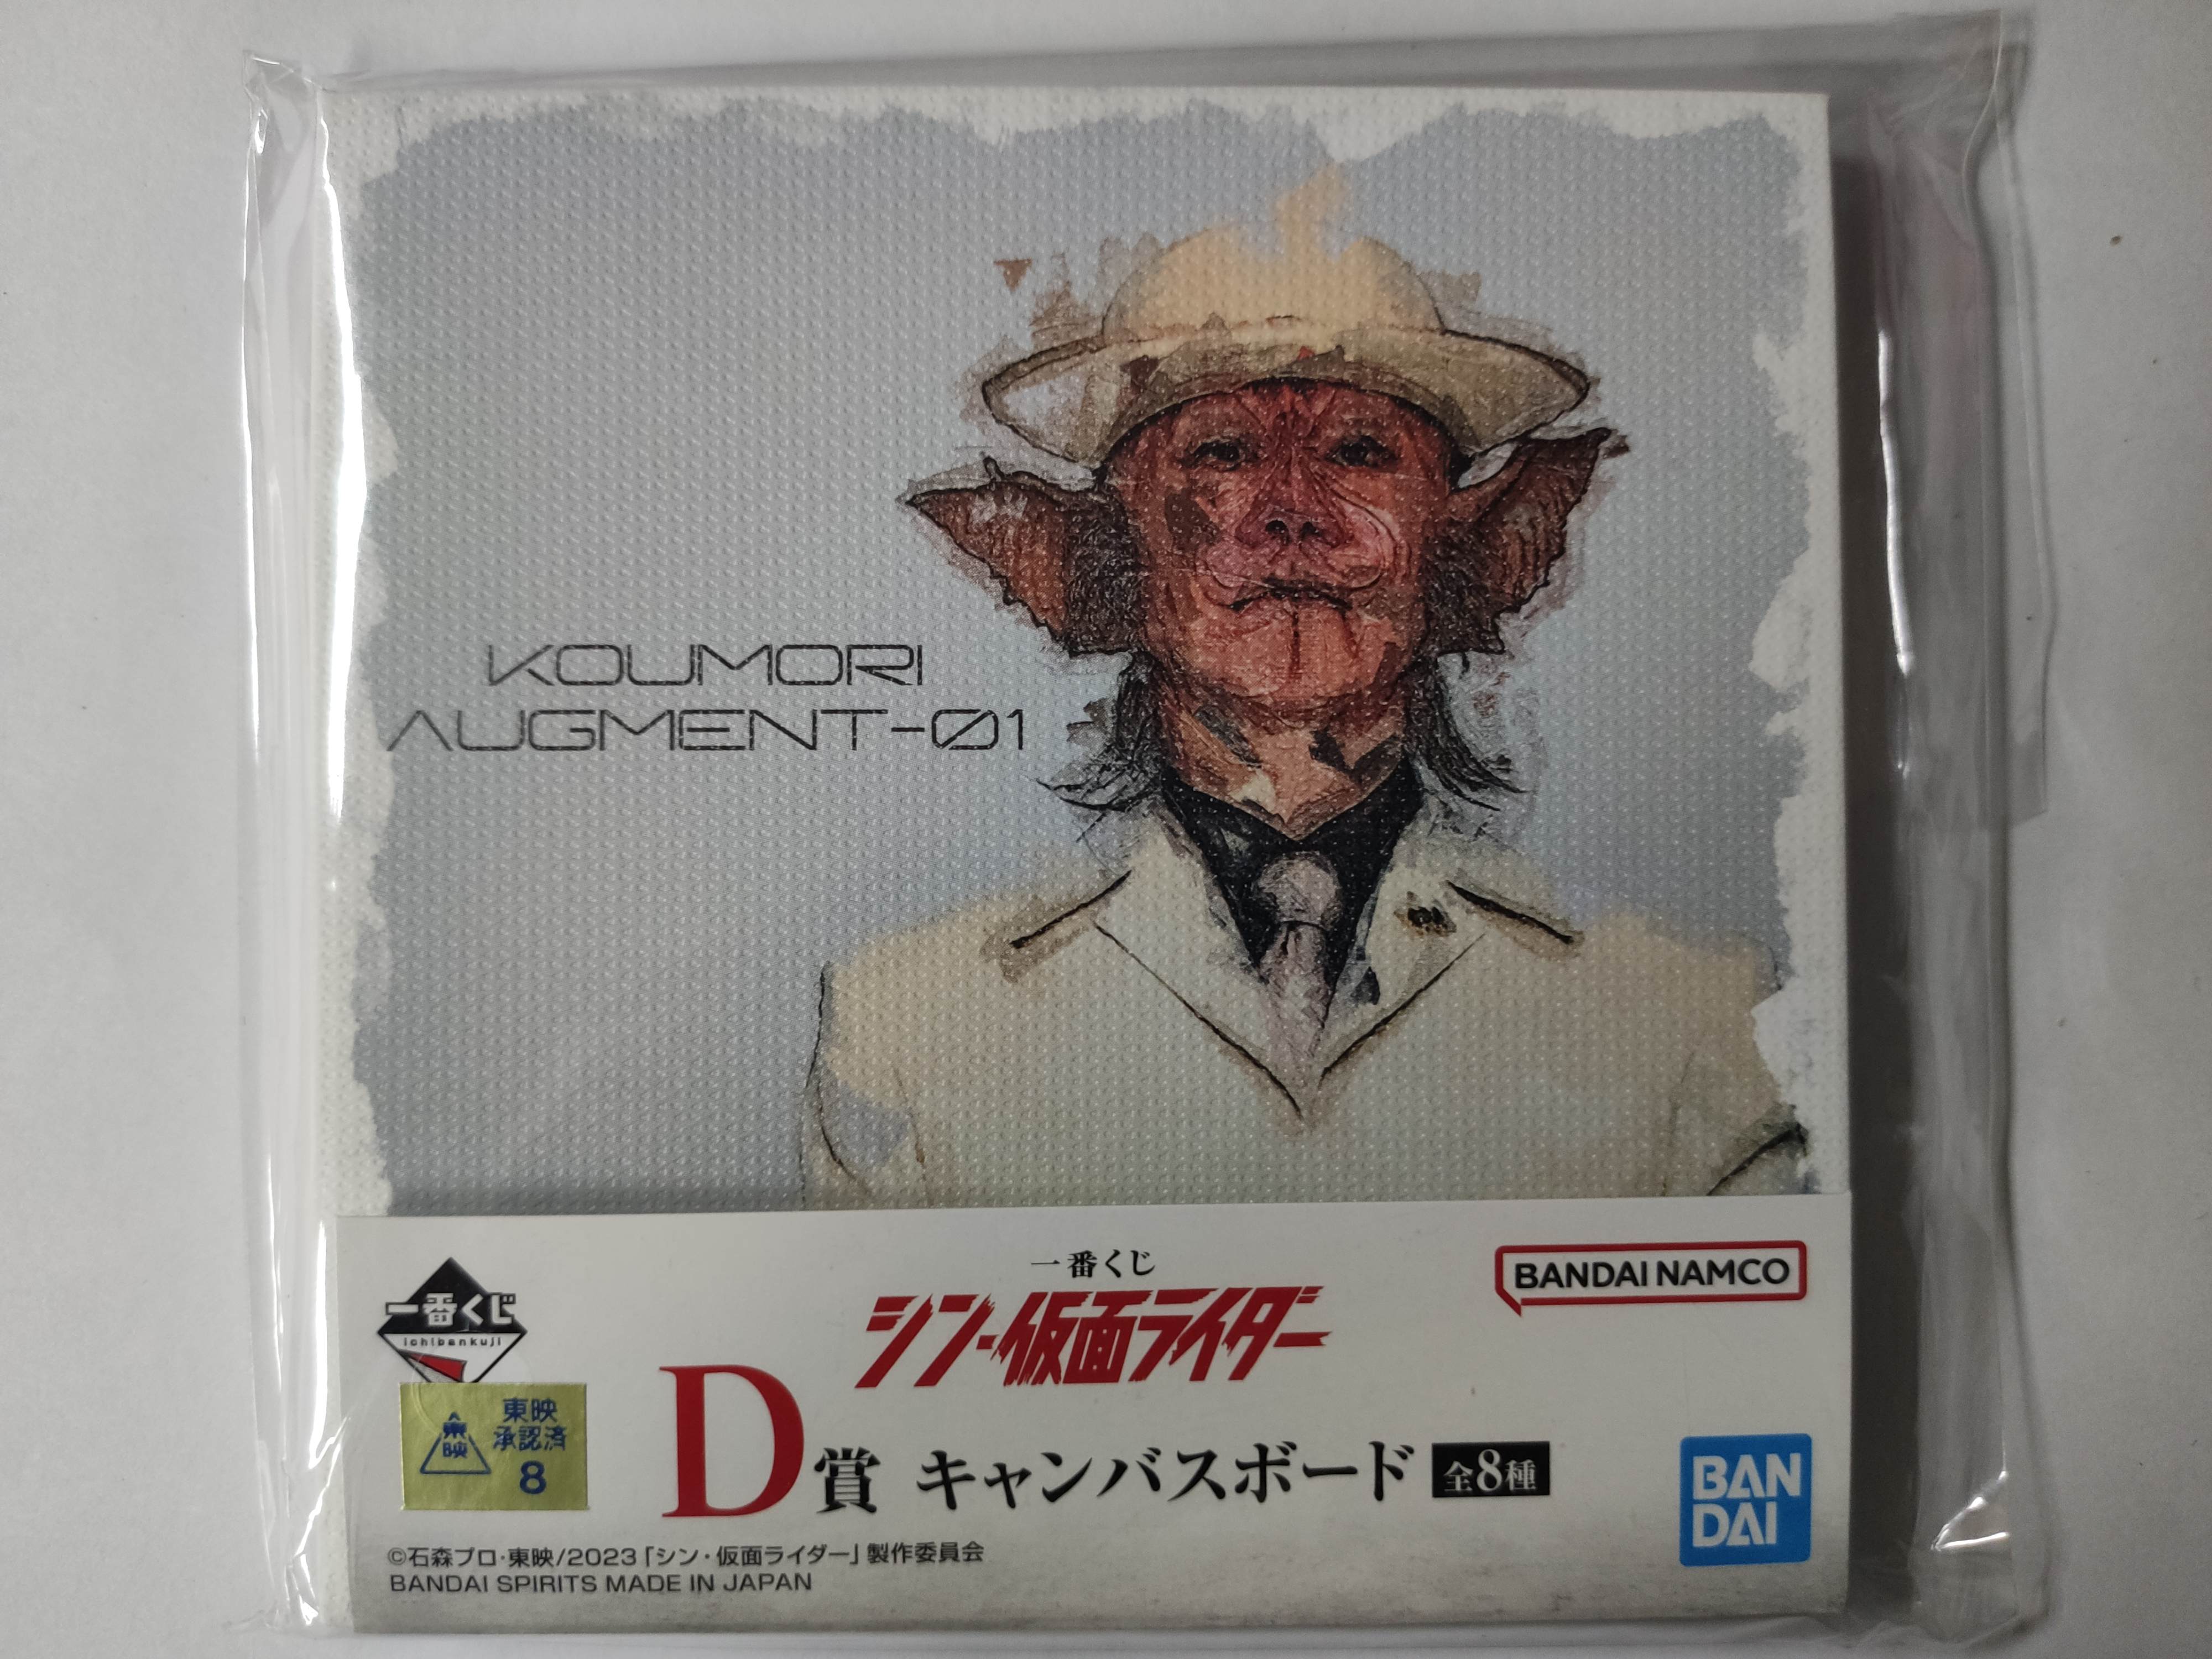 KOUMORI
AUGMENT-01
一番くじ
シン・仮面ライダー
BANDAI NAMCO
一番くじ
ichibankuji
東映
東映
承認済
8
D賞 キャンバスボード 全8種
BAN
DAI
©石森プロ・東映/2023「シン・仮面ライダー」製作委員会
BANDAI SPIRITS MADE IN JAPAN